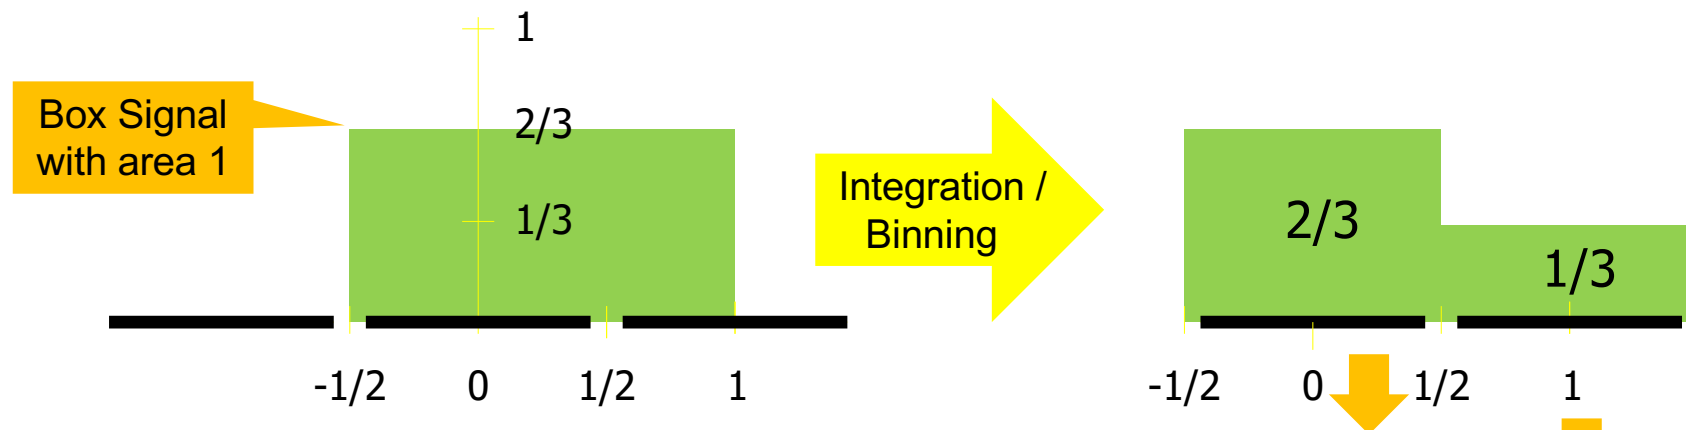 1
Box Signal
with area 1
2/3
1/3
-1/2 0 1/2 1
Integration /
Binning
2/3
1/3
-1/2 0 1/2 1